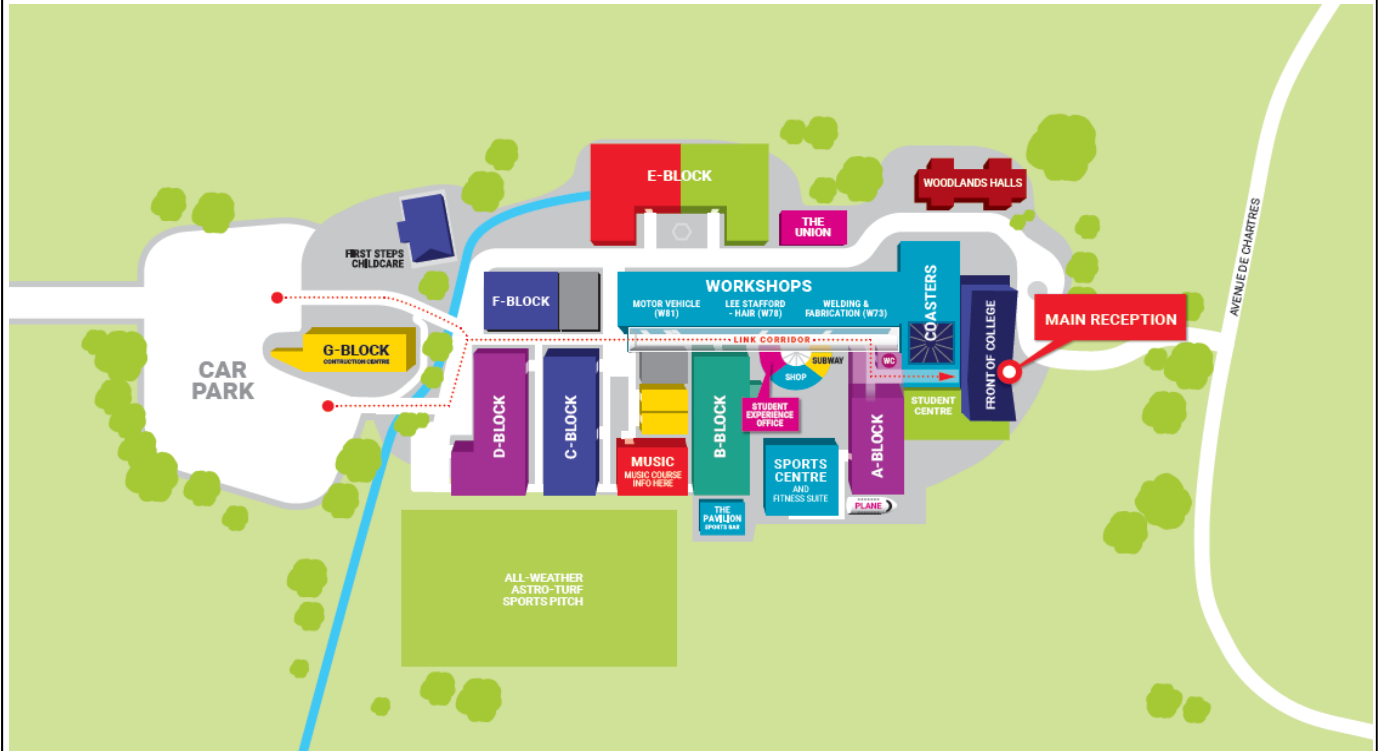 E-BLOCK
WOODLANDS HALLS
THE
UNION
AVENUE DE CHARTRES
FIRST STEPS
CHILDCARE
F-BLOCK
WORKSHOPS
MOTOR VEHICLE
(W81)
LEE STAFFORD
- HAIR (W78)
WELDING &
FABRICATION (W73)
COASTERS
FRONT OF COLLEGE
MAIN RECEPTION
LINK CORRIDOR
G-BLOCK
CONTRUCTION CENTRE
CAR
PARK
SUBWAY
WC
SHOP
STUDENT
EXPERIENCE
OFFICE
STUDENT
CENTRE
D-BLOCK
C-BLOCK
B-BLOCK
A-BLOCK
MUSIC
MUSIC COURSE
INFO HERE
SPORTS
CENTRE
AND
FITNESS SUITE
PLANE
THE
PAVILION
SPORTS BAR
ALL-WEATHER
ASTRO-TURF
SPORTS PITCH